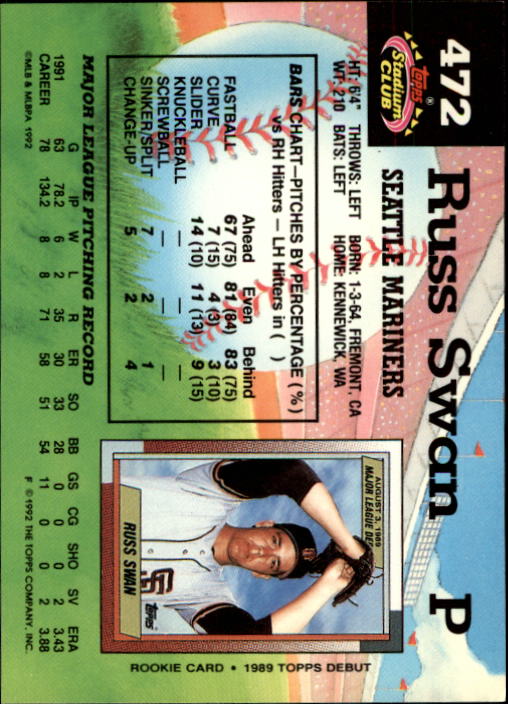 472
Topps®
Stadium
CLUB
Russ Swan P
SEATTLE MARINERS
HT: 6'4" THROWS: LEFT BORN: 1-3-64, FREMONT, CA
WT: 210 BATS: LEFT HOME: KENNEWICK, WA
BARS CHART—PITCHES BY PERCENTAGE (%)
vs RH Hitters — LH Hitters in ( )
Ahead Even Behind
FASTBALL 67 (75) 81 (84) 83 (75)
CURVE 7 (15) 4 (3) 3 (10)
SLIDER 14 (10) 11 (13) 9 (15)
KNUCKLEBALL — — —
SCREWBALL — — —
SINKER/SPLIT 7 2 1
CHANGE-UP 5 2 4
AUGUST 3, 1989
MAJOR LEAGUE DE
SF
RUSS SWAN
Topps
ROOKIE CARD • 1989 TOPPS DEBUT
MAJOR LEAGUE PITCHING RECORD
G IP W L R ER SO BB GS CG SHO SV ERA
1991 63 78.2 6 2 35 30 33 28 0 0 0 2 3.43
CAREER 78 134.2 8 8 71 58 51 54 11 0 0 2 3.88
©MLB & MLBPA 1992 F ©1992 THE TOPPS COMPANY, INC.